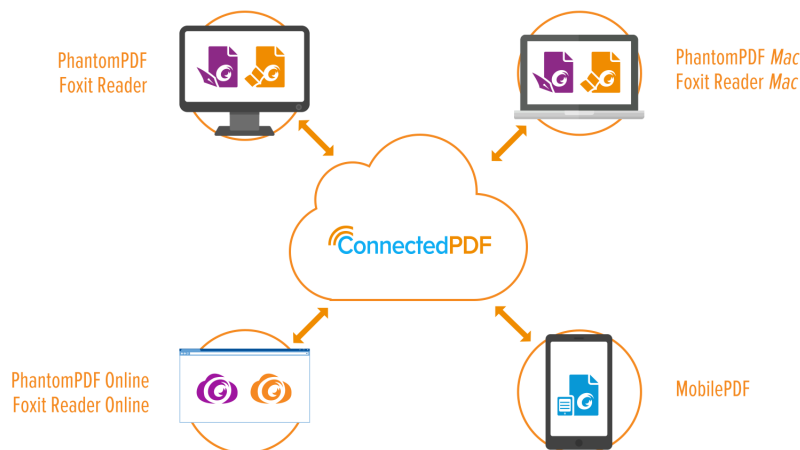 PhantomPDF
Foxit Reader
PhantomPDF Mac
Foxit Reader Mac
ConnectedPDF
PhantomPDF Online
Foxit Reader Online
MobilePDF